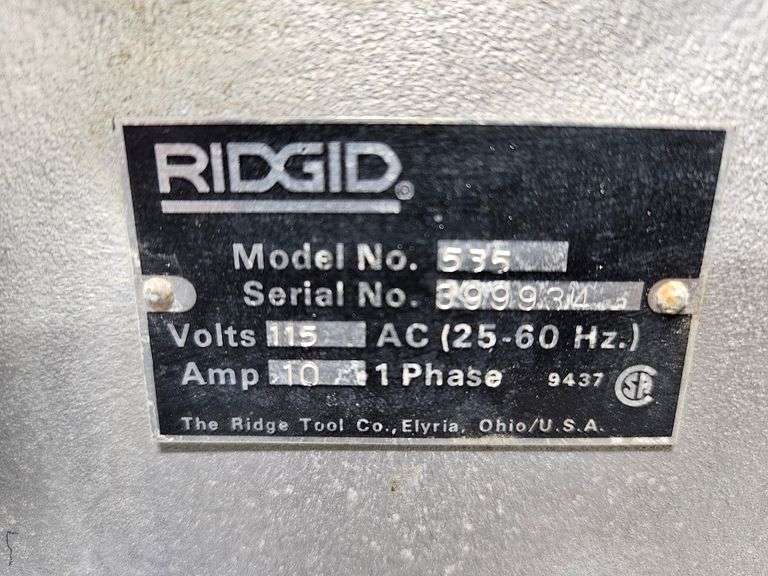 RIDGID®
Model No. 535
Serial No. 399934
Volts 115 AC (25-60 Hz.)
Amp 10 1 Phase 9437 SA
The Ridge Tool Co., Elyria, Ohio/U.S.A.